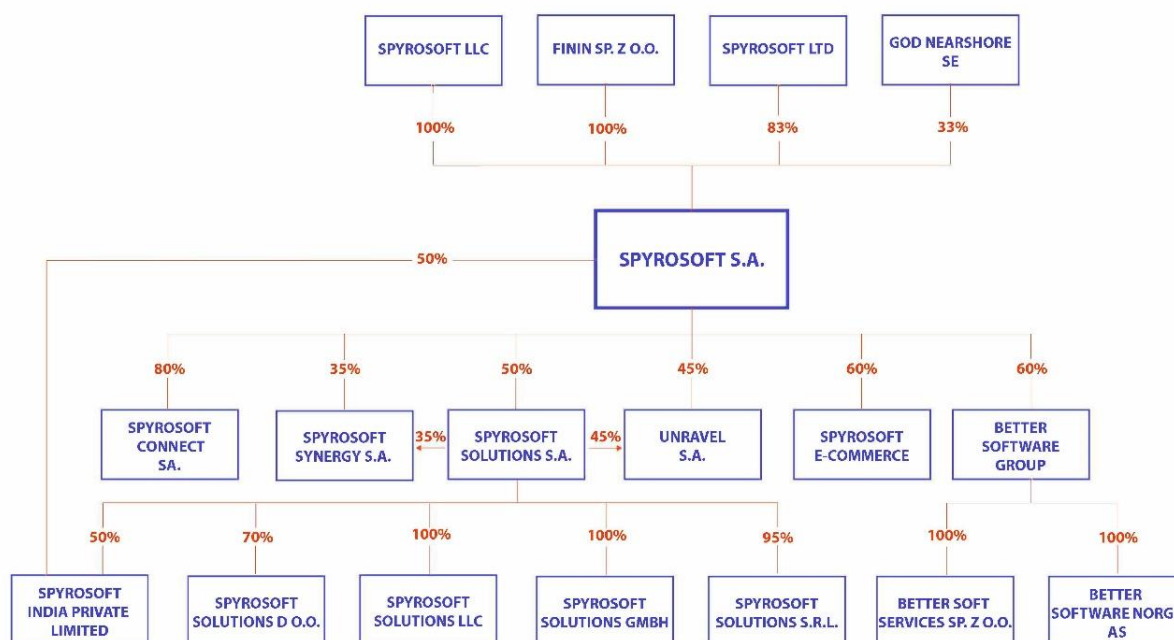 SPYROSOFT LLC
FININ SP. Z O.O.
SPYROSOFT LTD
GOD NEARSHORE
SE
100%
100%
83%
33%
SPYROSOFT S.A.
50%
80%
35%
50%
45%
60%
60%
SPYROSOFT
CONNECT
SA.
SPYROSOFT
SYNERGY S.A.
35%
SPYROSOFT
SOLUTIONS S.A.
45%
UNRAVEL
S.A.
SPYROSOFT
E-COMMERCE
BETTER
SOFTWARE
GROUP
50%
70%
100%
100%
95%
100%
100%
SPYROSOFT
INDIA PRIVATE
LIMITED
SPYROSOFT
SOLUTIONS D O.O.
SPYROSOFT
SOLUTIONS LLC
SPYROSOFT
SOLUTIONS GMBH
SPYROSOFT
SOLUTIONS S.R.L.
BETTER SOFT
SERVICES SP. Z O.O.
BETTER
SOFTWARE NORG
AS